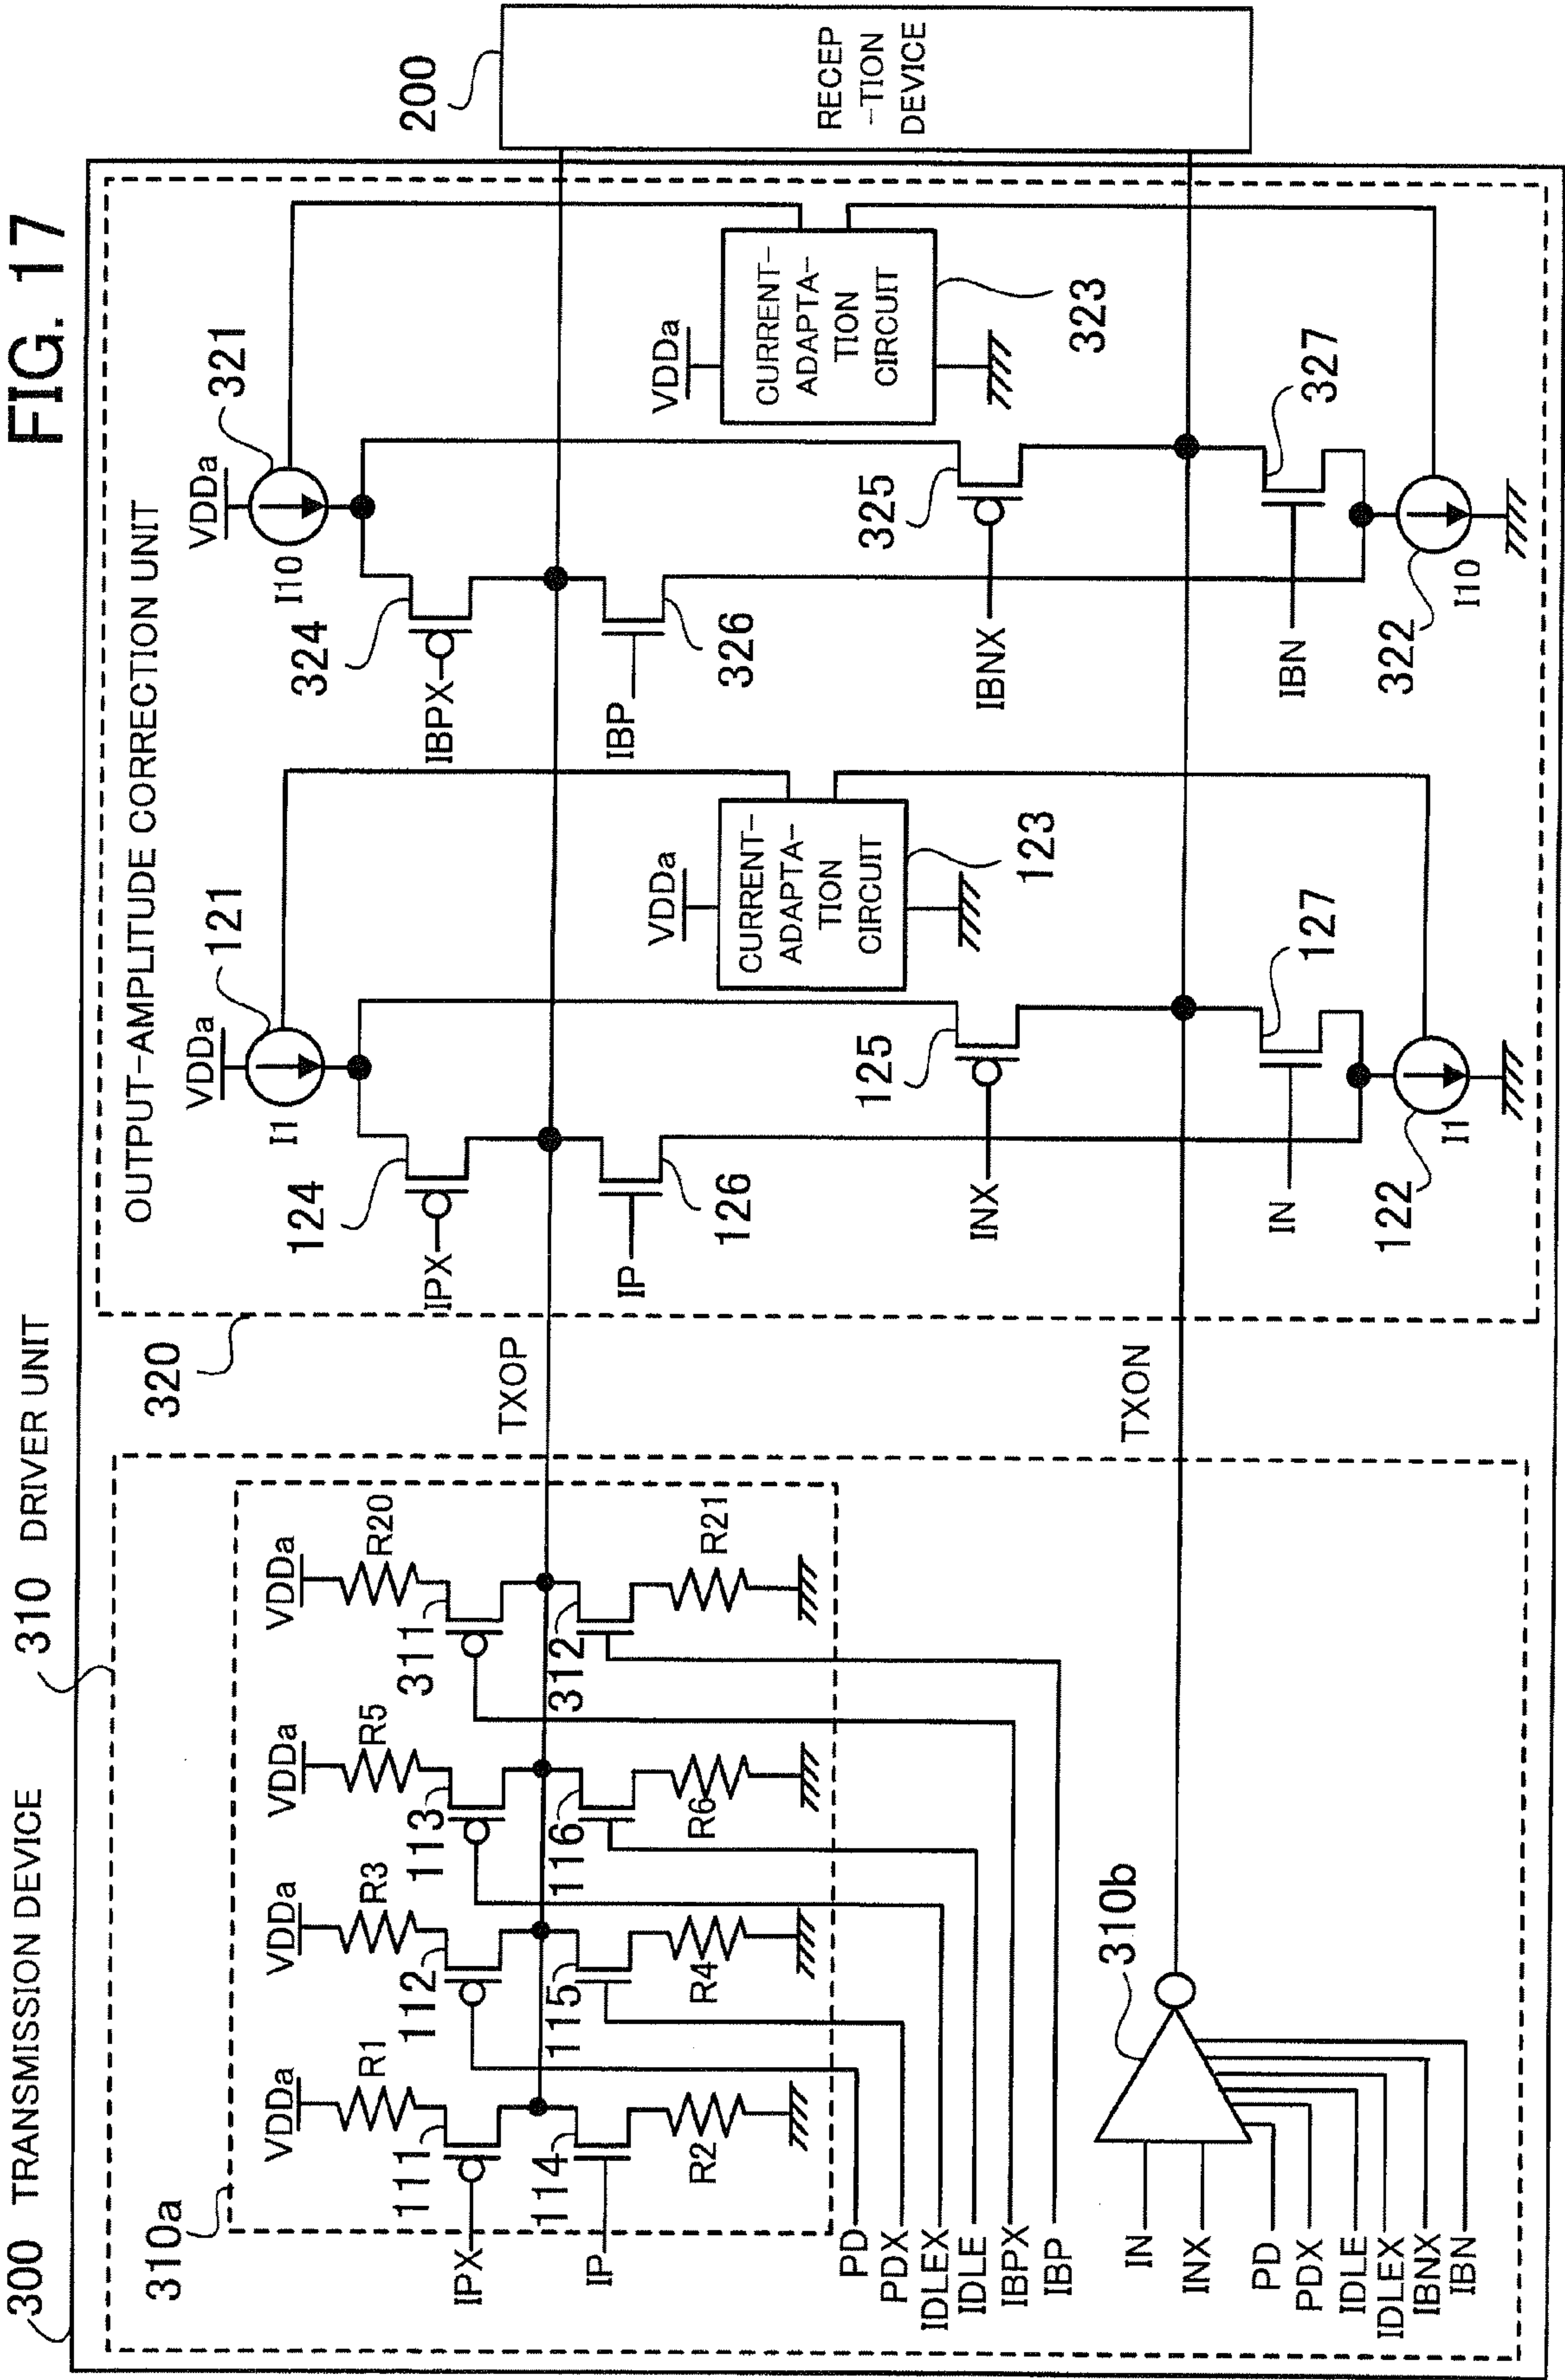 FIG. 17
300 TRANSMISSION DEVICE
310 DRIVER UNIT
310a
VDDa
R1
111
IPX
114
IP
R2
VDDa
R3
112
115
R4
VDDa
R5
113
116
R6
VDDa
R20
311
312
R21
PD
PDX
IDLEX
IDLE
IBPX
IBP
310b
IN
INX
PD
PDX
IDLE
IDLEX
IBNX
IBN
TXOP
TXON
320
OUTPUT-AMPLITUDE CORRECTION UNIT
VDDa
121
I1
124
IPX
126
IP
VDDa
CURRENT-
ADAPTA-
TION
CIRCUIT
123
125
INX
127
IN
122
I1
VDDa
321
I10
324
IBPX
326
IBP
VDDa
CURRENT-
ADAPTA-
TION
CIRCUIT
323
325
IBNX
327
IBN
322
I10
200
RECEP
-TION
DEVICE